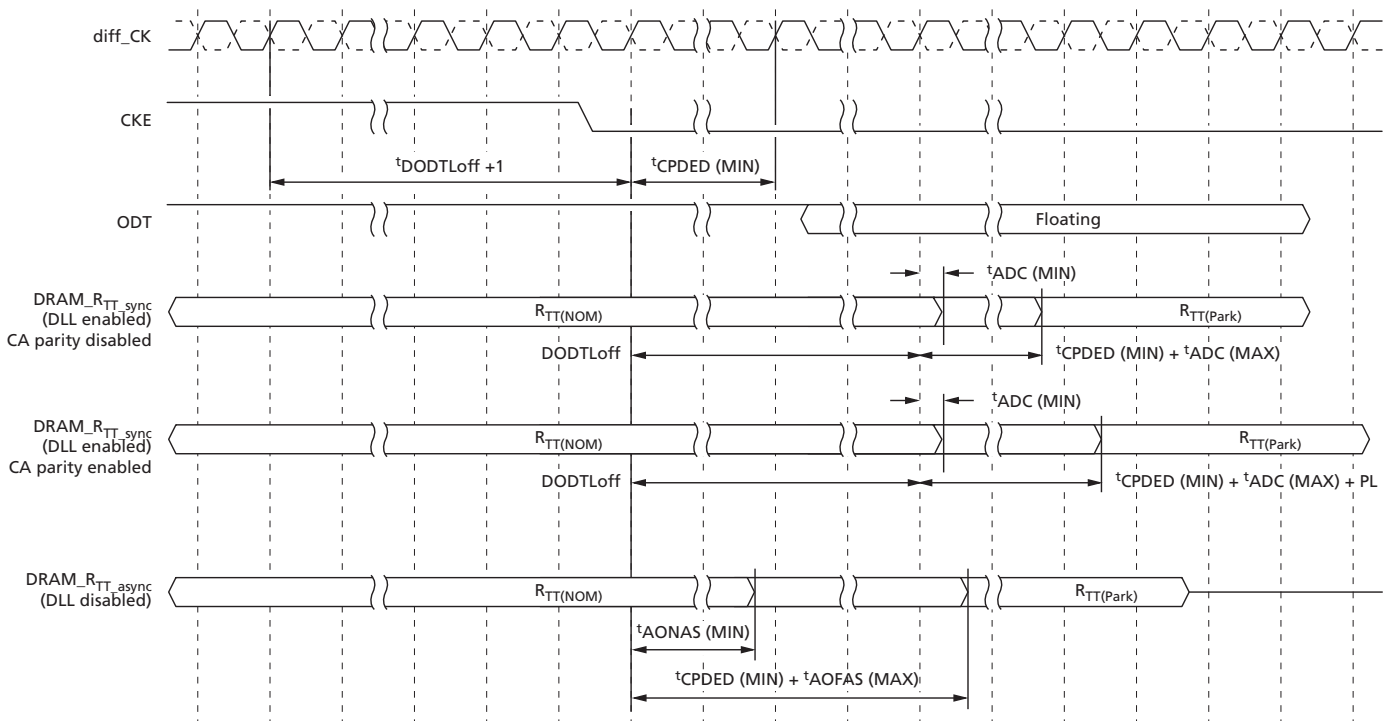 diff_CK
CKE
tDODTLoff +1
tCPDED (MIN)
ODT
Floating
tADC (MIN)
DRAM_RTT_sync
(DLL enabled)
CA parity disabled
RTT(NOM)
RTT(Park)
DODTLoff
tCPDED (MIN) + tADC (MAX)
tADC (MIN)
DRAM_RTT_sync
(DLL enabled)
CA parity enabled
RTT(NOM)
RTT(Park)
DODTLoff
tCPDED (MIN) + tADC (MAX) + PL
DRAM_RTT_async
(DLL disabled)
RTT(NOM)
RTT(Park)
tAONAS (MIN)
tCPDED (MIN) + tAOFAS (MAX)